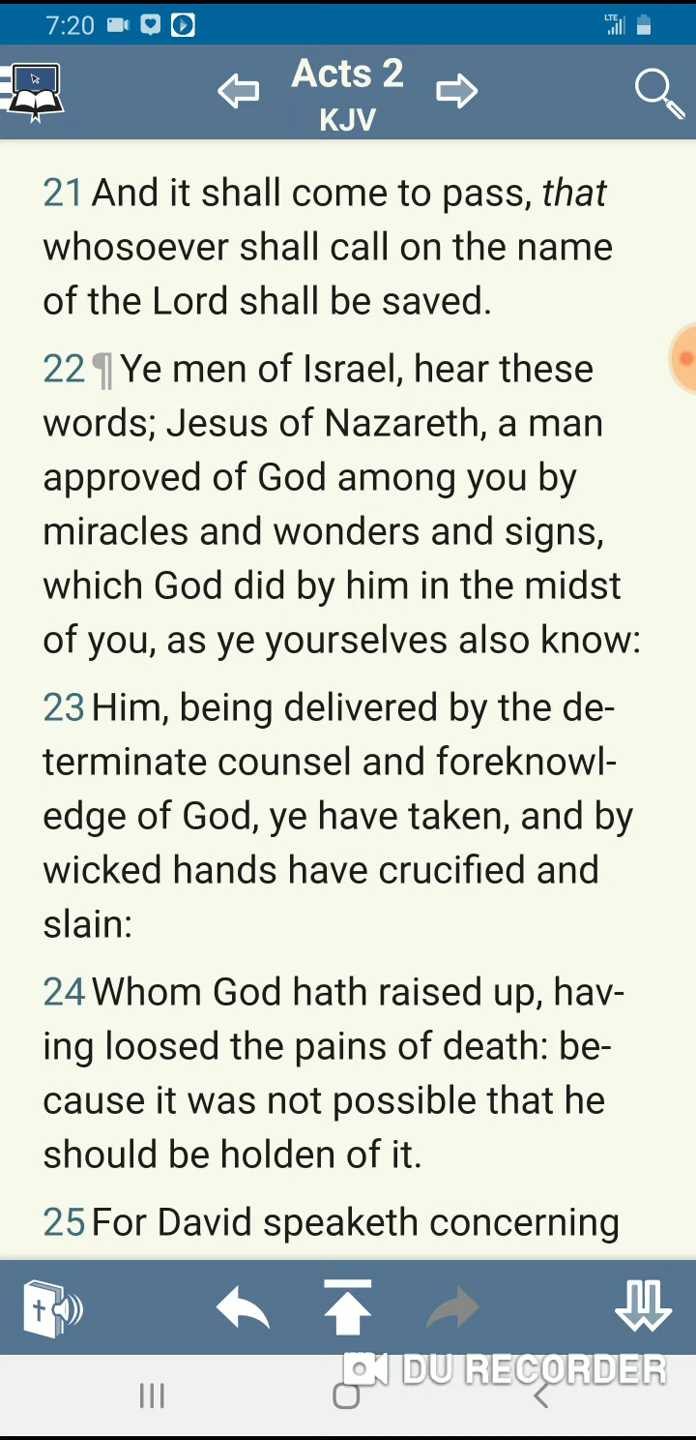 7:20
LTE
Acts 2
KJV
21 And it shall come to pass, that
whosoever shall call on the name
of the Lord shall be saved.
22 ¶ Ye men of Israel, hear these
words; Jesus of Nazareth, a man
approved of God among you by
miracles and wonders and signs,
which God did by him in the midst
of you, as ye yourselves also know:
23 Him, being delivered by the de-
terminate counsel and foreknowl-
edge of God, ye have taken, and by
wicked hands have crucified and
slain:
24 Whom God hath raised up, hav-
ing loosed the pains of death: be-
cause it was not possible that he
should be holden of it.
25 For David speaketh concerning
DU RECORDER